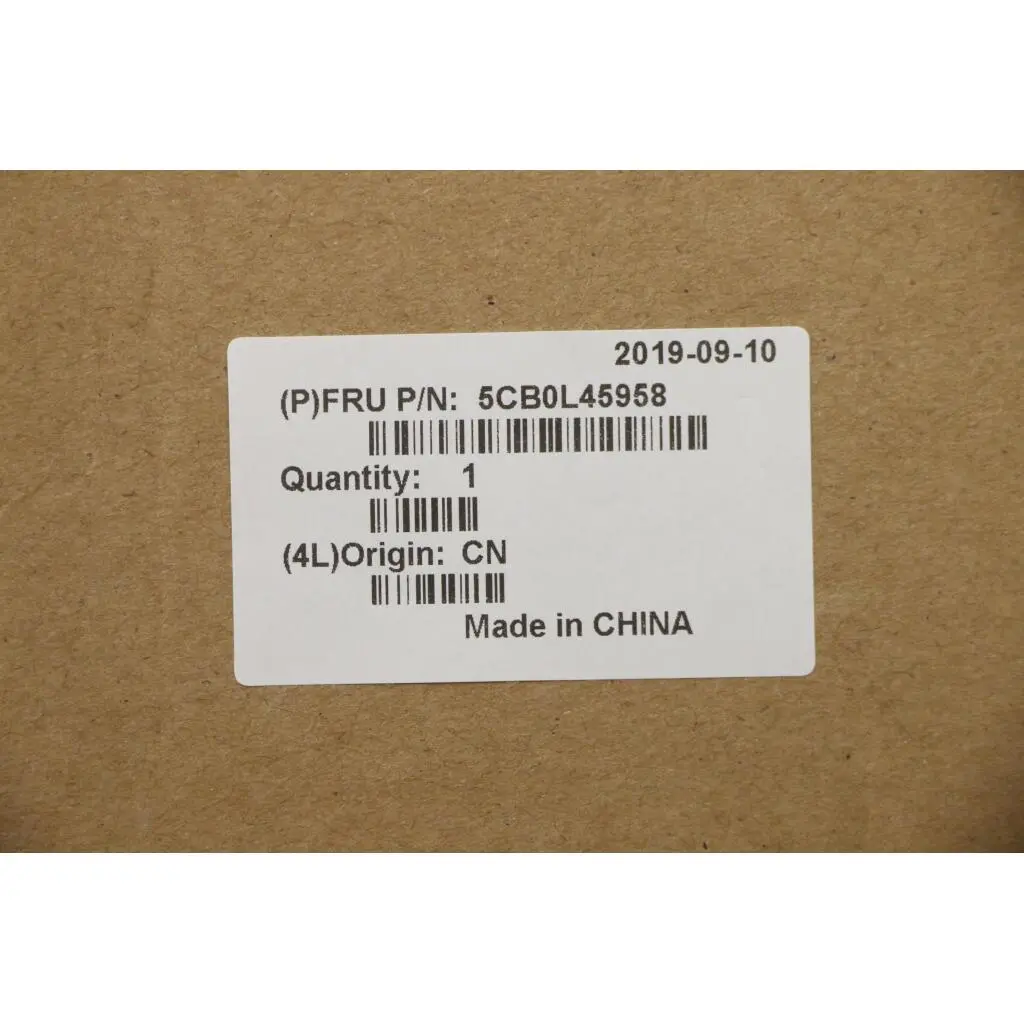 2019-09-10
(P)FRU P/N: 5CB0L45958
Quantity: 1
(4L)Origin: CN
Made in CHINA